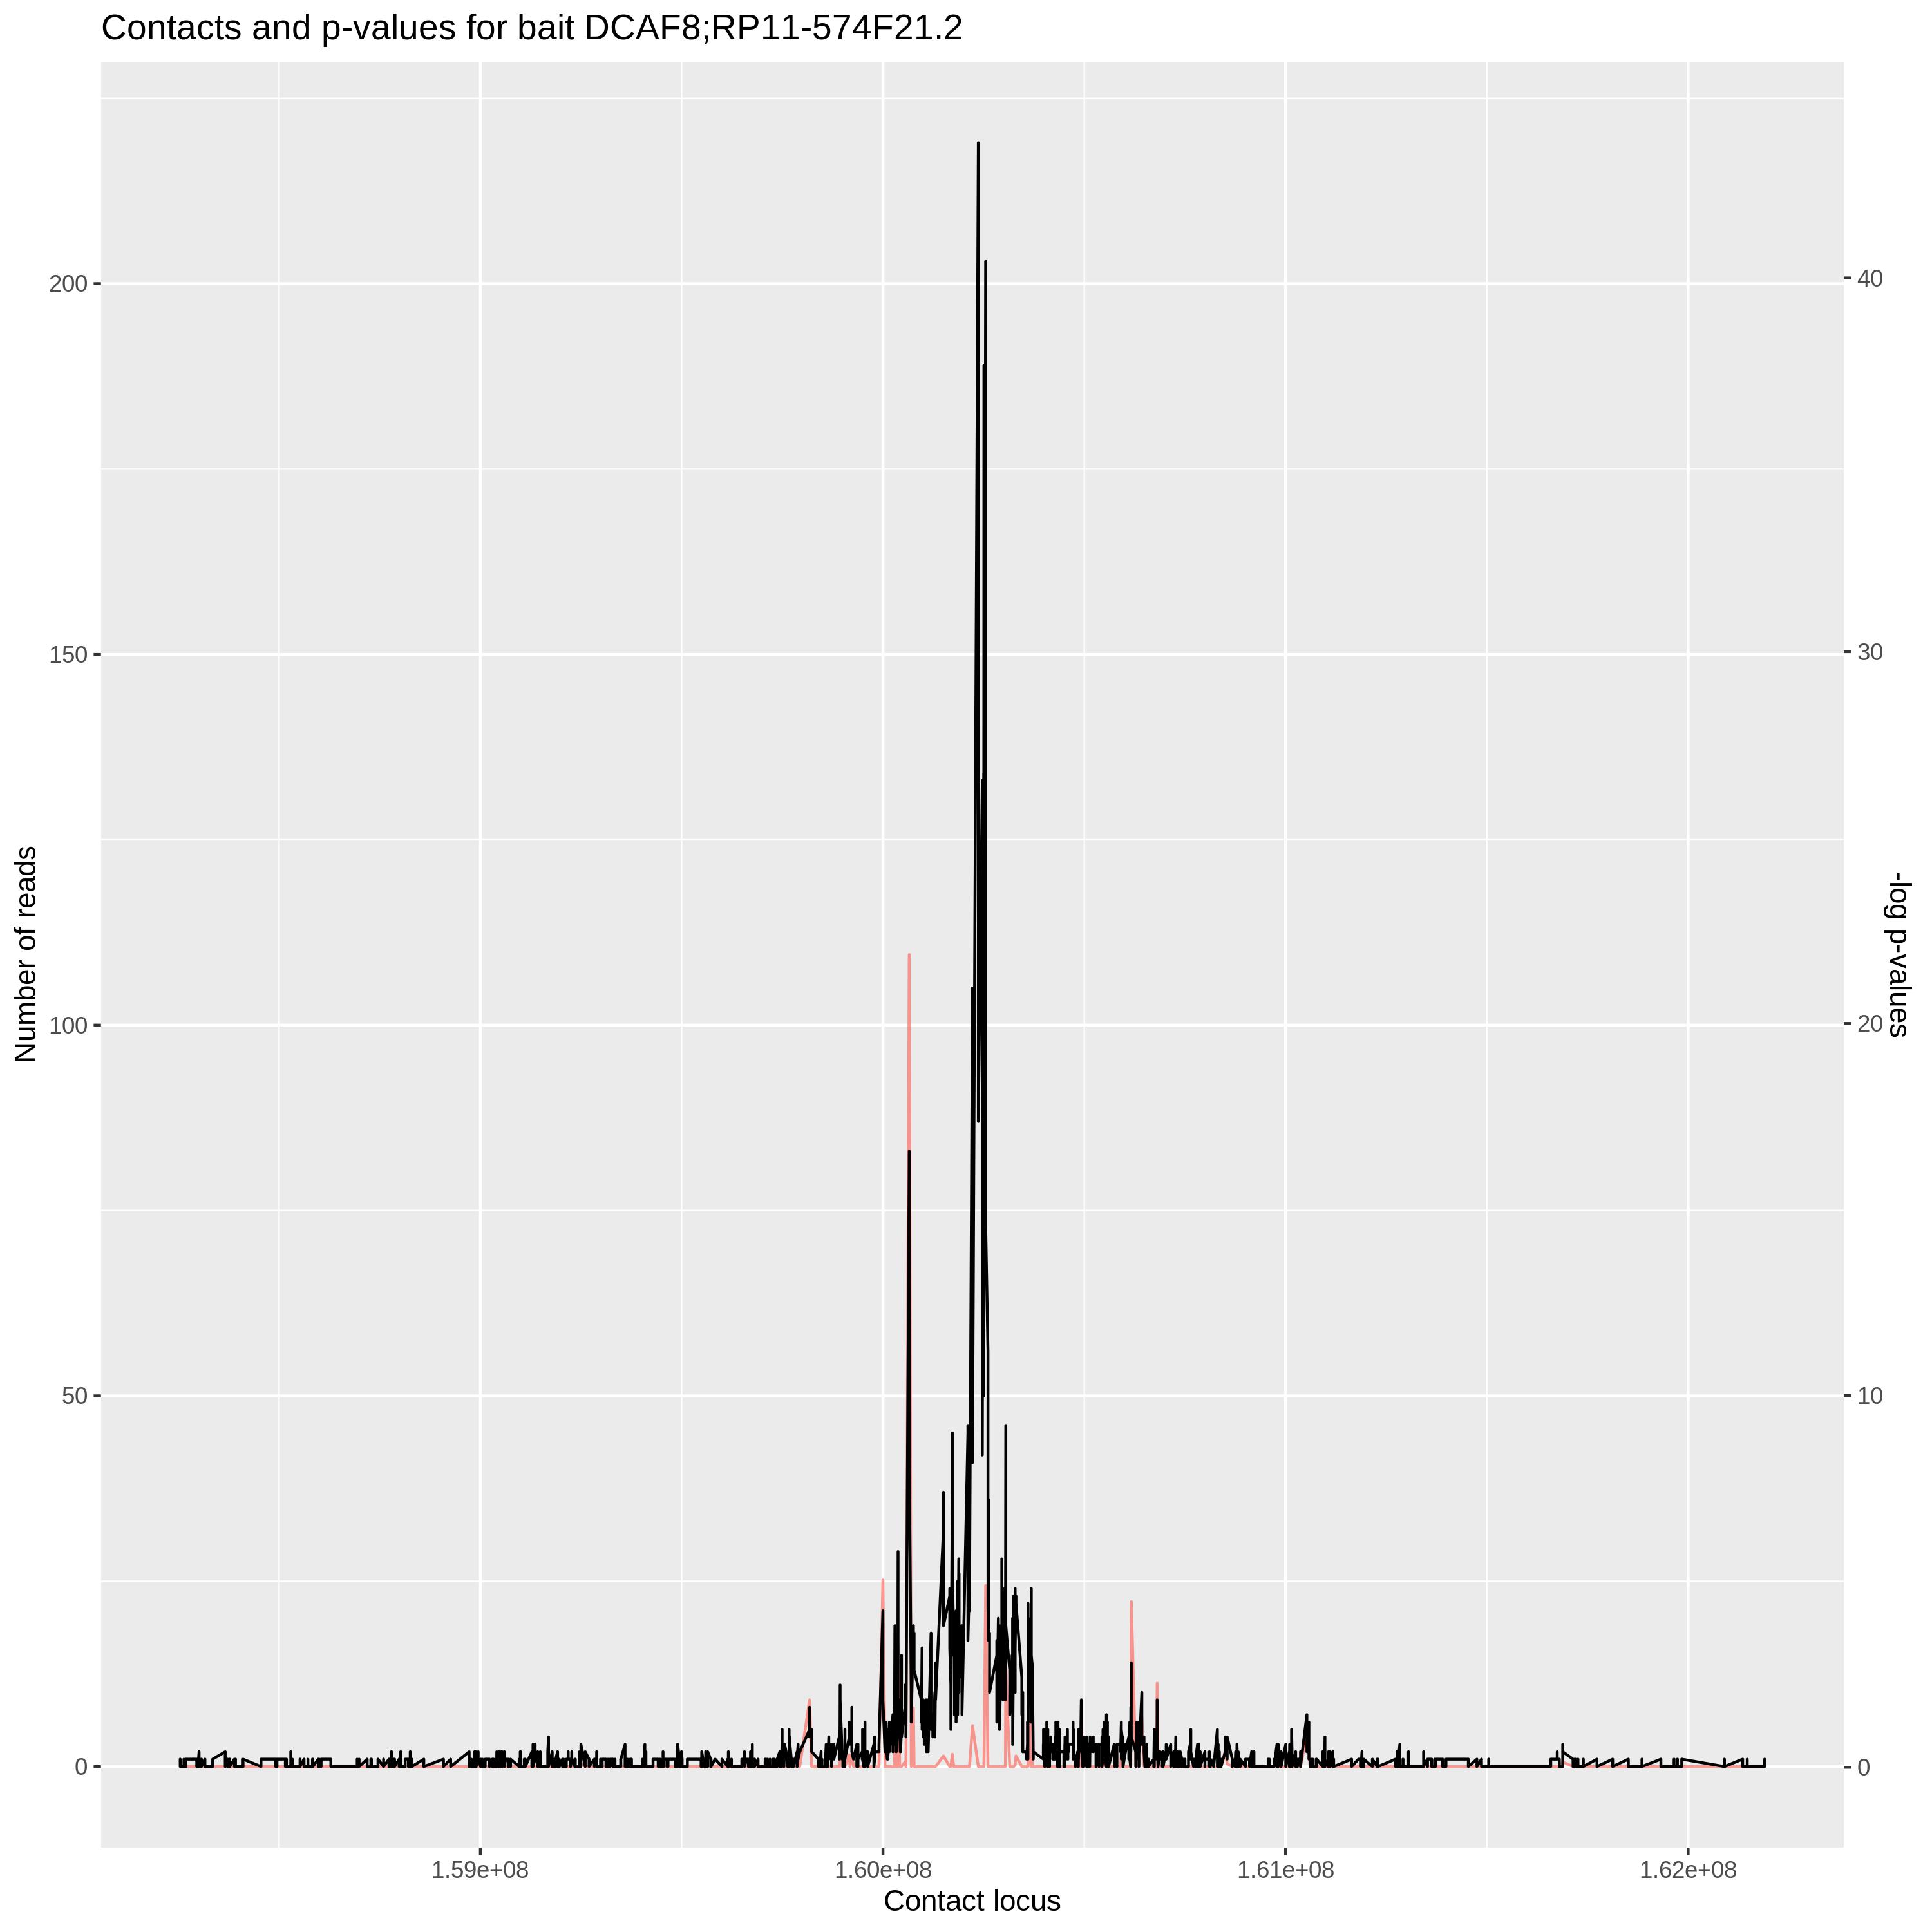 Contacts and p-values for bait DCAF8;RP11-574F21.2
200
150
100
50
0
Number of reads
40
30
20
10
0
-log p-values
1.59e+08
1.60e+08
1.61e+08
1.62e+08
Contact locus